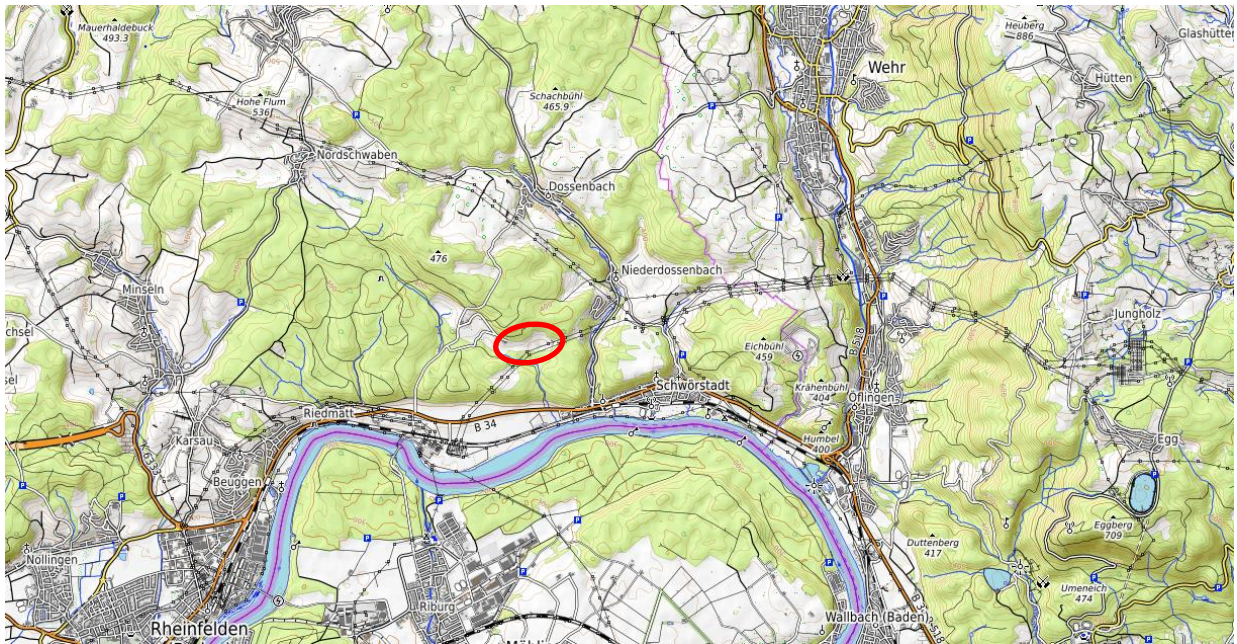 Mauerhaldebuck
493.3
Heuberg
886
Glashütten
Wehr
Hütten
Hohe Flum
536
Schachbühl
465.9
Nordschwaben
Dossenbach
476
Niederdossenbach
Minseln
Jungholz
Eichbühl
459
B 518
Schwörstadt
Krähenbühl
404
Öflingen
Riedmatt
B 34
Karsau
Humbel
400
Egg
Beuggen
Eggberg
709
Duttenberg
417
Nollingen
Umeneich
474
Riburg
Wallbach (Baden)
B 518
Rheinfelden